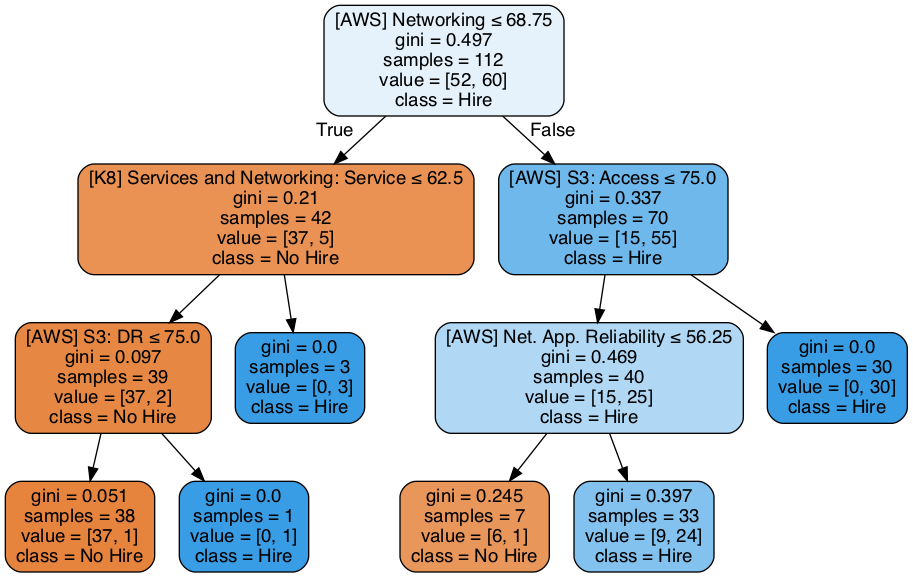 [AWS] Networking ≤ 68.75
gini = 0.497
samples = 112
value = [52, 60]
class = Hire
True
False
[K8] Services and Networking: Service ≤ 62.5
gini = 0.21
samples = 42
value = [37, 5]
class = No Hire
[AWS] S3: Access ≤ 75.0
gini = 0.337
samples = 70
value = [15, 55]
class = Hire
[AWS] S3: DR ≤ 75.0
gini = 0.097
samples = 39
value = [37, 2]
class = No Hire
gini = 0.0
samples = 3
value = [0, 3]
class = Hire
[AWS] Net. App. Reliability ≤ 56.25
gini = 0.469
samples = 40
value = [15, 25]
class = Hire
gini = 0.0
samples = 30
value = [0, 30]
class = Hire
gini = 0.051
samples = 38
value = [37, 1]
class = No Hire
gini = 0.0
samples = 1
value = [0, 1]
class = Hire
gini = 0.245
samples = 7
value = [6, 1]
class = No Hire
gini = 0.397
samples = 33
value = [9, 24]
class = Hire